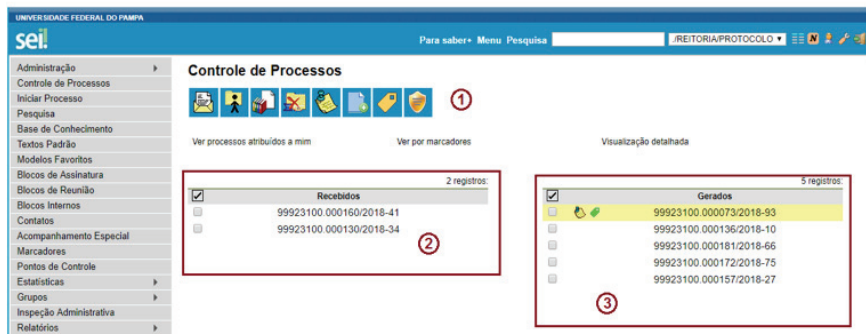 UNIVERSIDADE FEDERAL DO PAMPA
sei!
Para saber+ Menu Pesquisa
./REITORIA/PROTOCOLO
N
Administração
Controle de Processos
Iniciar Processo
Pesquisa
Base de Conhecimento
Textos Padrão
Modelos Favoritos
Blocos de Assinatura
Blocos de Reunião
Blocos Internos
Contatos
Acompanhamento Especial
Marcadores
Pontos de Controle
Estatísticas
Grupos
Inspeção Administrativa
Relatórios
Controle de Processos
1
Ver processos atribuídos a mim
Ver por marcadores
Visualização detalhada
2 registros:
Recebidos
99923100.000160/2018-41
99923100.000130/2018-34
2
5 registros:
Gerados
99923100.000073/2018-93
99923100.000136/2018-10
99923100.000181/2018-66
99923100.000172/2018-75
99923100.000157/2018-27
3